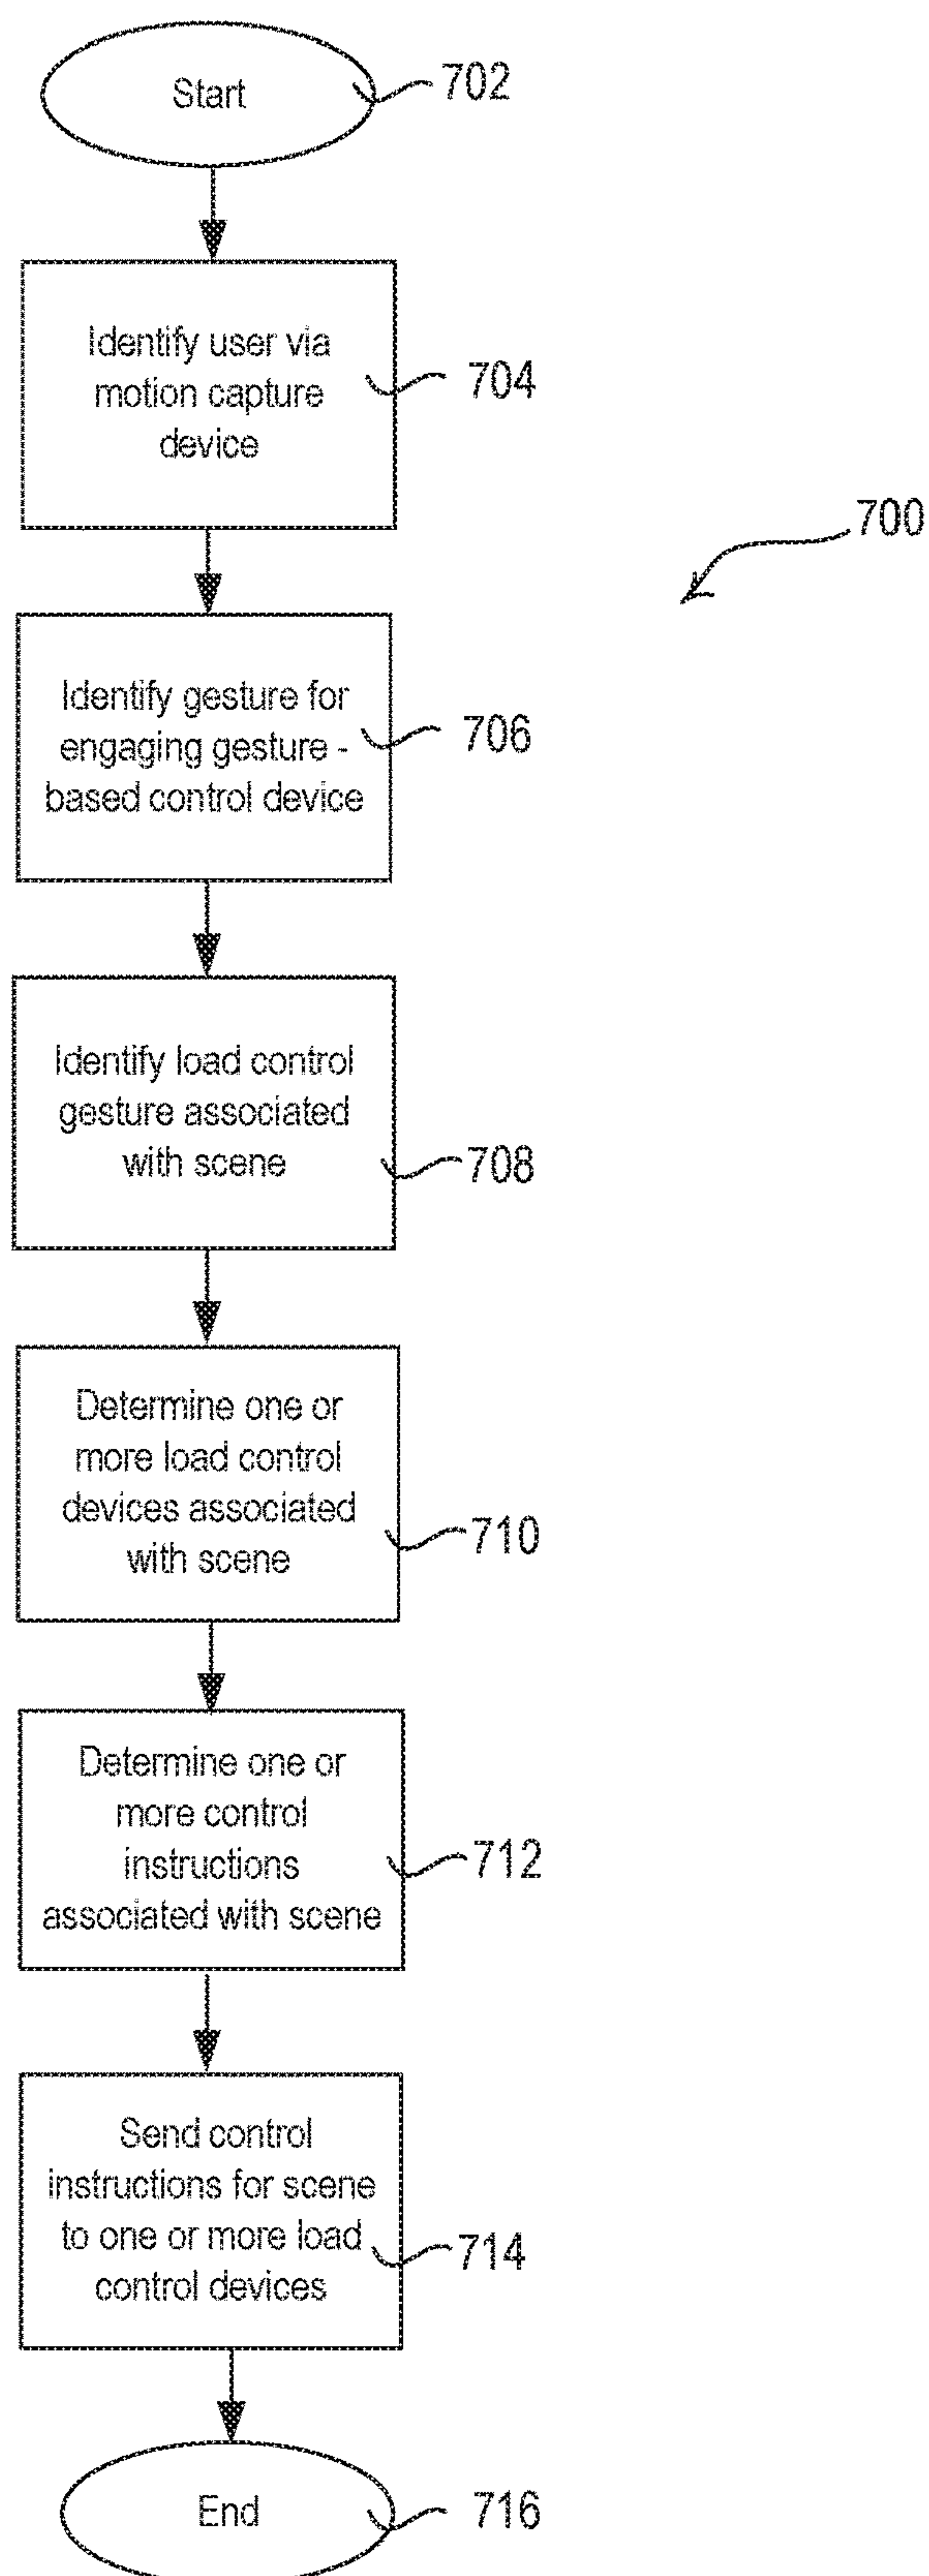 Start
702
Identify user via
motion capture
device
704
700
Identify gesture for
engaging gesture -
based control device
706
Identify load control
gesture associated
with scene
708
Determine one or
more load control
devices associated
with scene
710
Determine one or
more control
instructions
associated with scene
712
Send control
instructions for scene
to one or more load
control devices
714
End
716